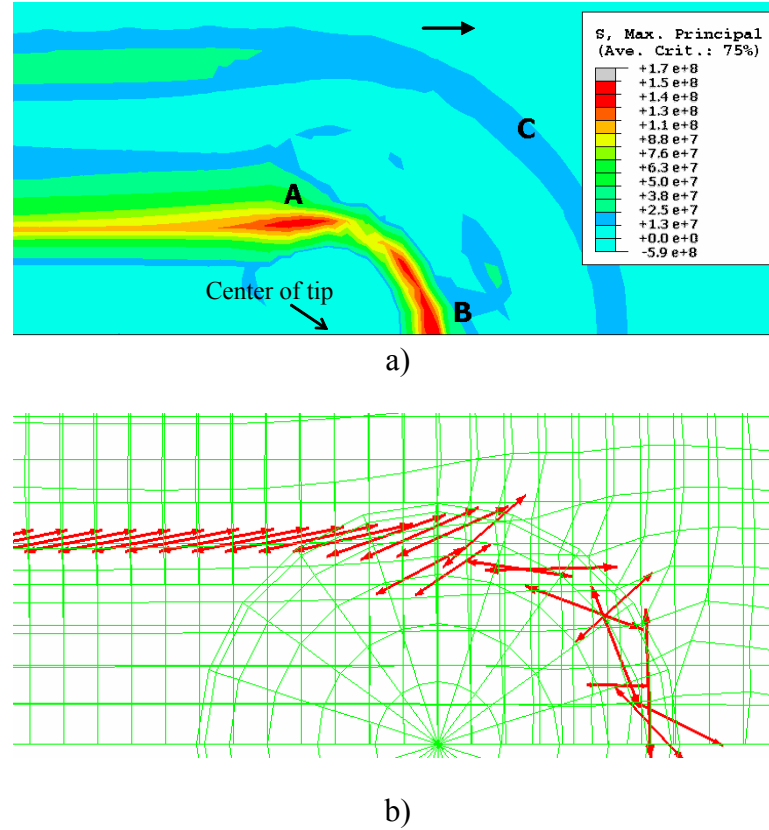 S, Max. Principal
(Ave. Crit.: 75%)
+1.7 e+8
+1.5 e+8
+1.4 e+8
+1.3 e+8
+1.1 e+8
+8.8 e+7
+7.6 e+7
+6.3 e+7
+5.0 e+7
+3.8 e+7
+2.5 e+7
+1.3 e+7
+0.0 e+0
-5.9 e+8
C
A
Center of tip
B
a)
b)